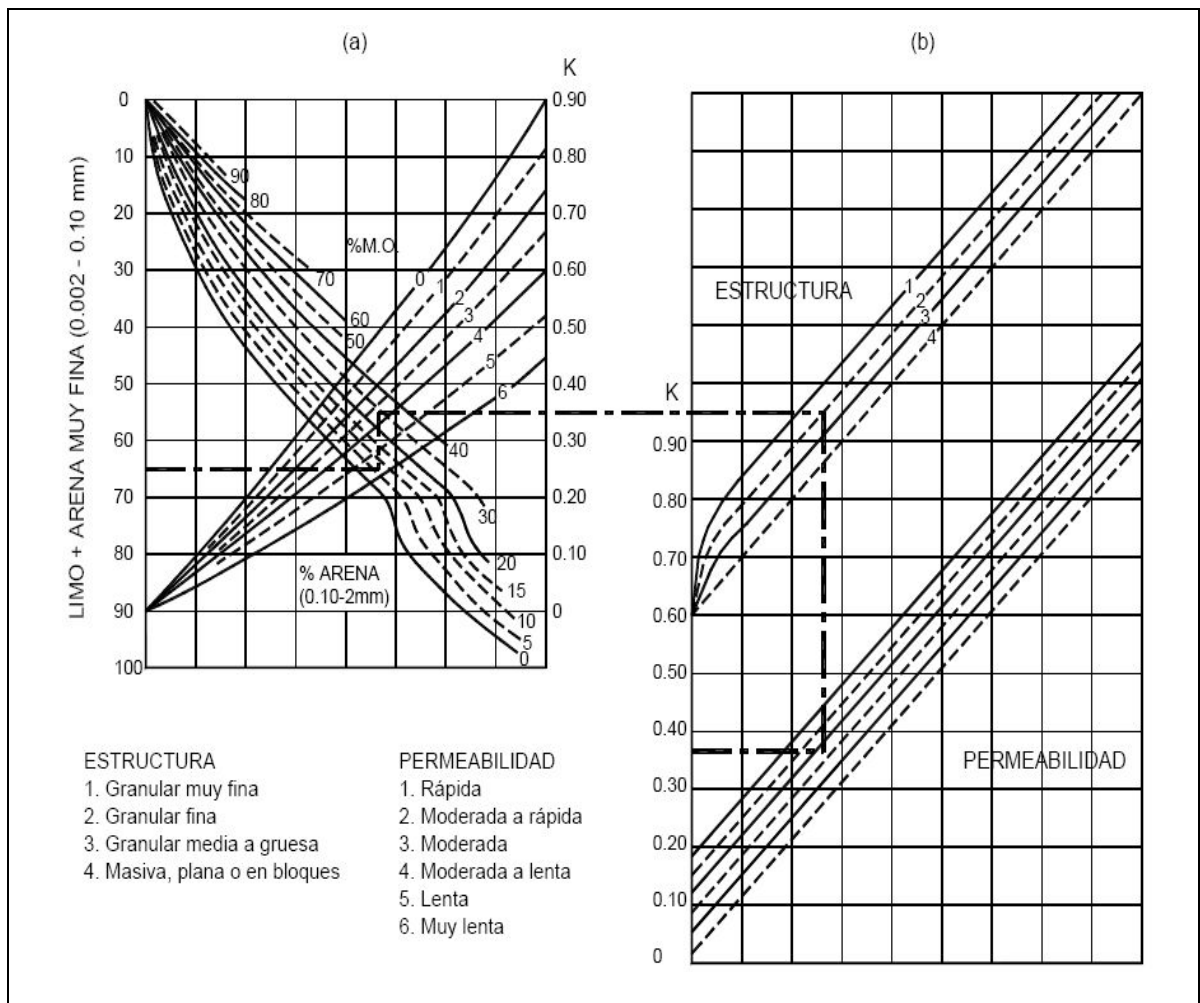 (a)
K
LIMO + ARENA MUY FINA (0.002 - 0.10 mm)
0
10
20
30
40
50
60
70
80
90
100
0.90
0.80
0.70
0.60
0.50
0.40
0.30
0.20
0.10
0
90
80
70
60
50
40
30
20
15
10
5
0
%M.O.
0
1
2
3
4
5
6
% ARENA
(0.10-2mm)
(b)
ESTRUCTURA
1
2
3
4
K
0.90
0.80
0.70
0.60
0.50
0.40
0.30
0.20
0.10
0
PERMEABILIDAD
ESTRUCTURA
1. Granular muy fina
2. Granular fina
3. Granular media a gruesa
4. Masiva, plana o en bloques
PERMEABILIDAD
1. Rápida
2. Moderada a rápida
3. Moderada
4. Moderada a lenta
5. Lenta
6. Muy lenta